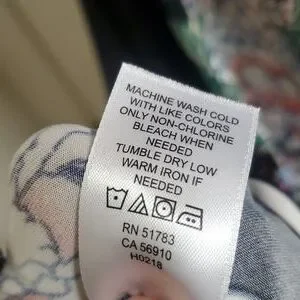 MACHINE WASH COLD
WITH LIKE COLORS
ONLY NON-CHLORINE
BLEACH WHEN
NEEDED
TUMBLE DRY LOW
WARM IRON IF
NEEDED
RN 51783
CA 56910
H0218